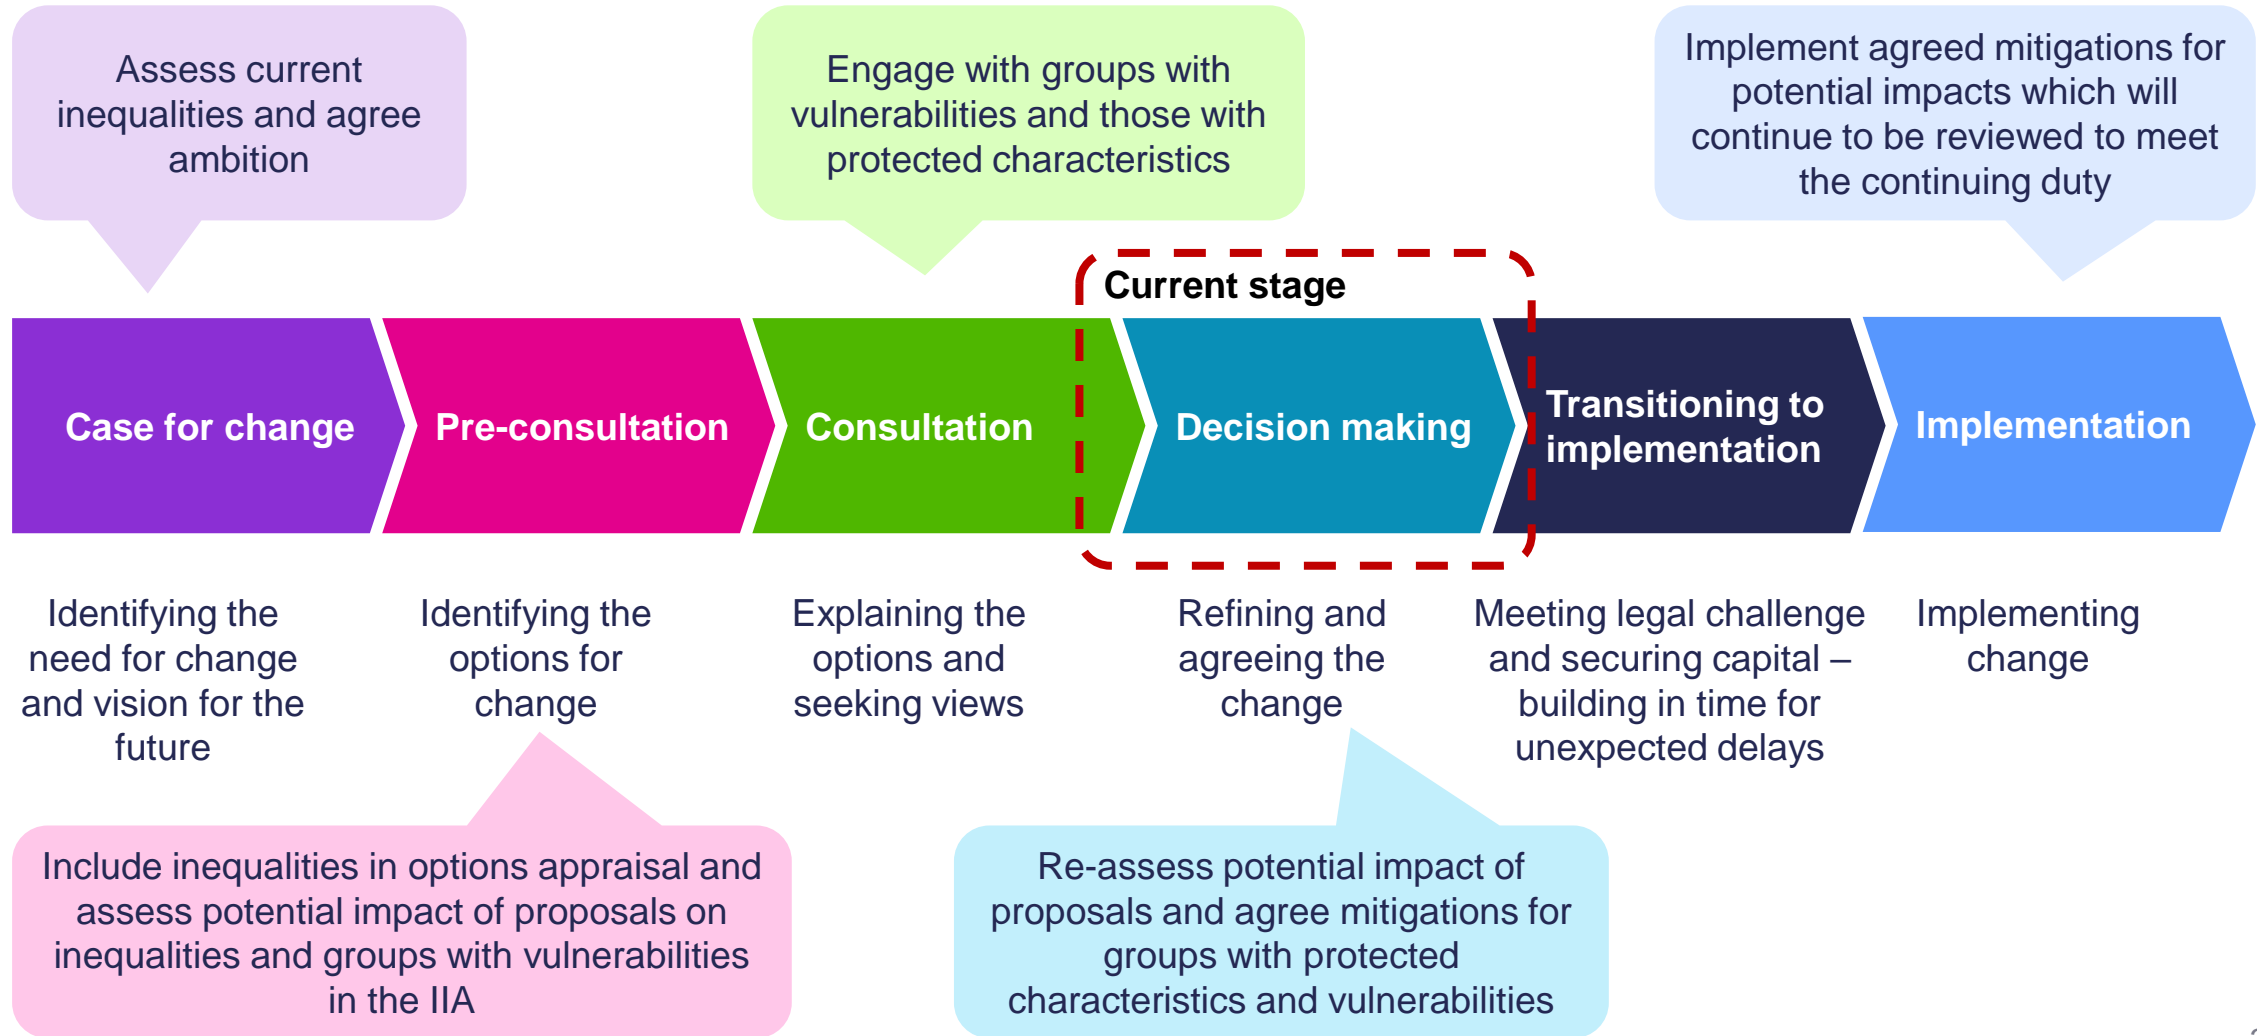 Assess current
inequalities and agree
ambition
Engage with groups with
vulnerabilities and those with
protected characteristics
Implement agreed mitigations for
potential impacts which will
continue to be reviewed to meet
the continuing duty
Current stage
Case for change
Pre-consultation
Consultation
Decision making
Transitioning to
implementation
Implementation
Identifying the
need for change
and vision for the
future
Identifying the
options for
change
Explaining the
options and
seeking views
Refining and
agreeing the
change
Meeting legal challenge
and securing capital –
building in time for
unexpected delays
Implementing
change
Include inequalities in options appraisal and
assess potential impact of proposals on
inequalities and groups with vulnerabilities
in the IIA
Re-assess potential impact of
proposals and agree mitigations for
groups with protected
characteristics and vulnerabilities